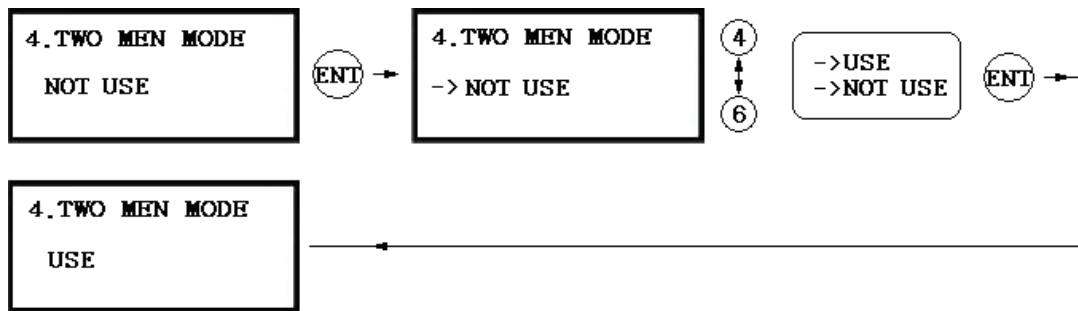 4.TWO MEN MODE
NOT USE
ENT
4.TWO MEN MODE
-> NOT USE
4
6
->USE
->NOT USE
ENT
4.TWO MEN MODE
USE